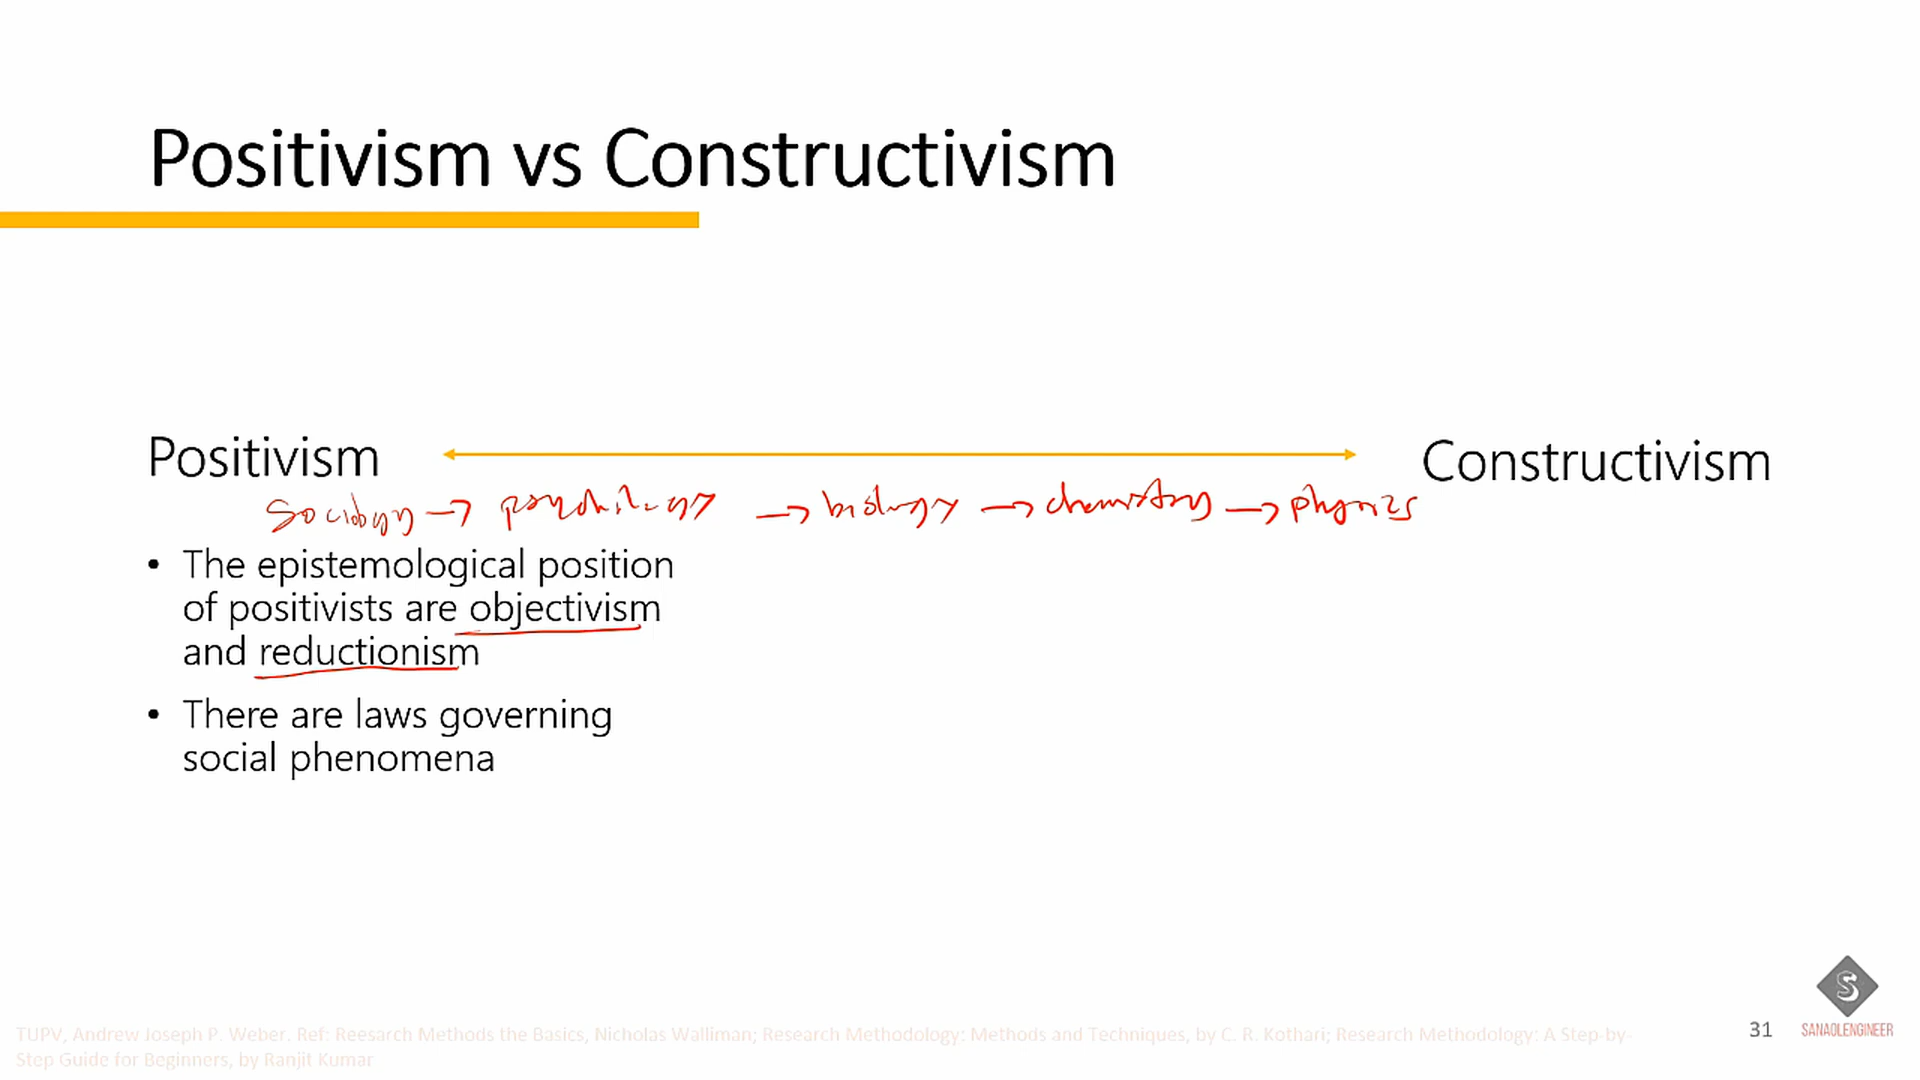 Positivism vs Constructivism
Positivism
Constructivism
Sociology → psychology → biology → chemistry → physics
• The epistemological position
of positivists are objectivism
and reductionism
• There are laws governing
social phenomena
S
SANAOLENGINEER
31
TUPV, Andrew Joseph P. Weber. Ref: Reesarch Methods the Basics, Nicholas Walliman; Research Methodology: Methods and Techniques, by C. R. Kothari; Research Methodology: A Step-by-
Step Guide for Beginners, by Ranjit Kumar